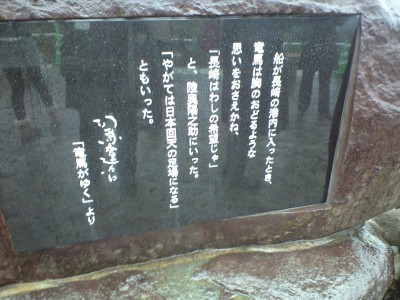 船が長崎の港内に入ったとき、
竜馬は胸のおどるような
思いをおさえかね、
「長崎はわしの希望じゃ」
と、陸奥陽之助にいった。
「やがては日本回天の足場になる」
ともいった。
「竜馬がゆく」より